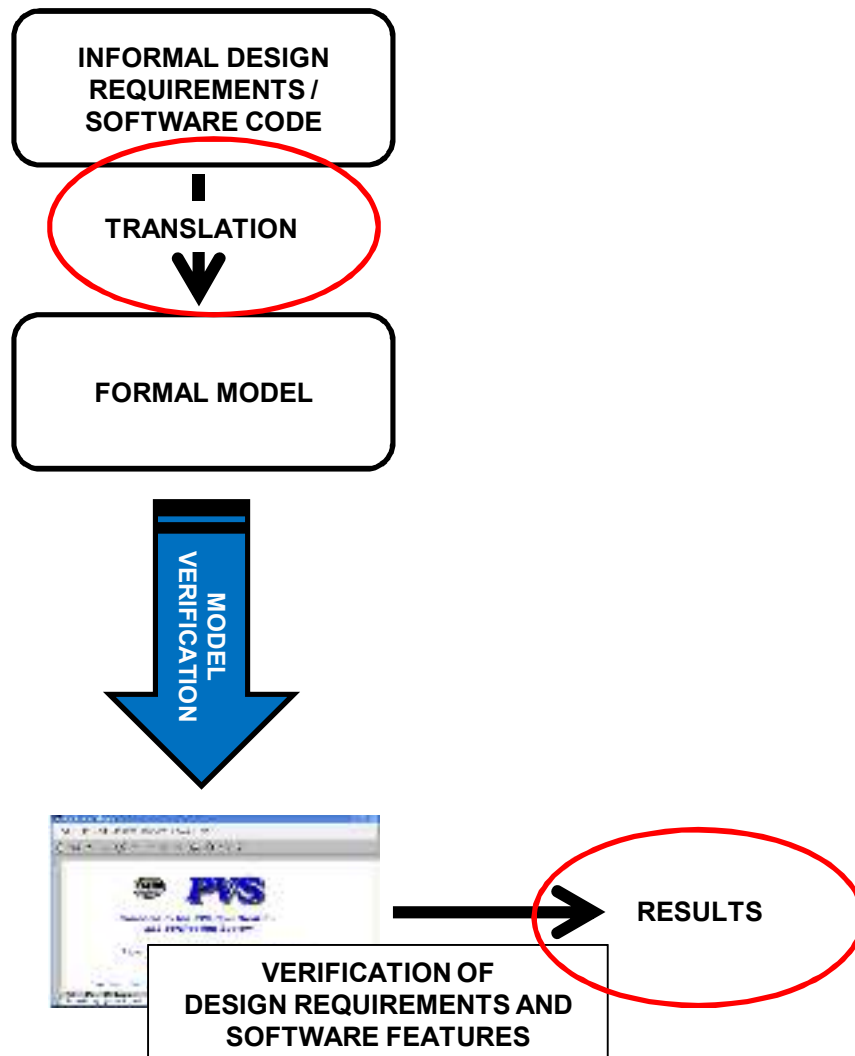 INFORMAL DESIGN
REQUIREMENTS /
SOFTWARE CODE
TRANSLATION
FORMAL MODEL
MODEL
VERIFICATION
PVS
RESULTS
VERIFICATION OF
DESIGN REQUIREMENTS AND
SOFTWARE FEATURES